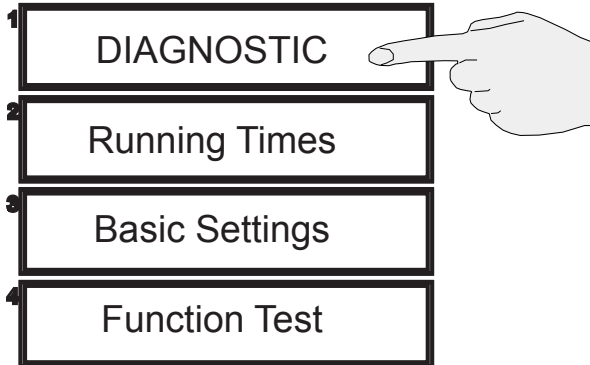 1
DIAGNOSTIC
2
Running Times
3
Basic Settings
4
Function Test